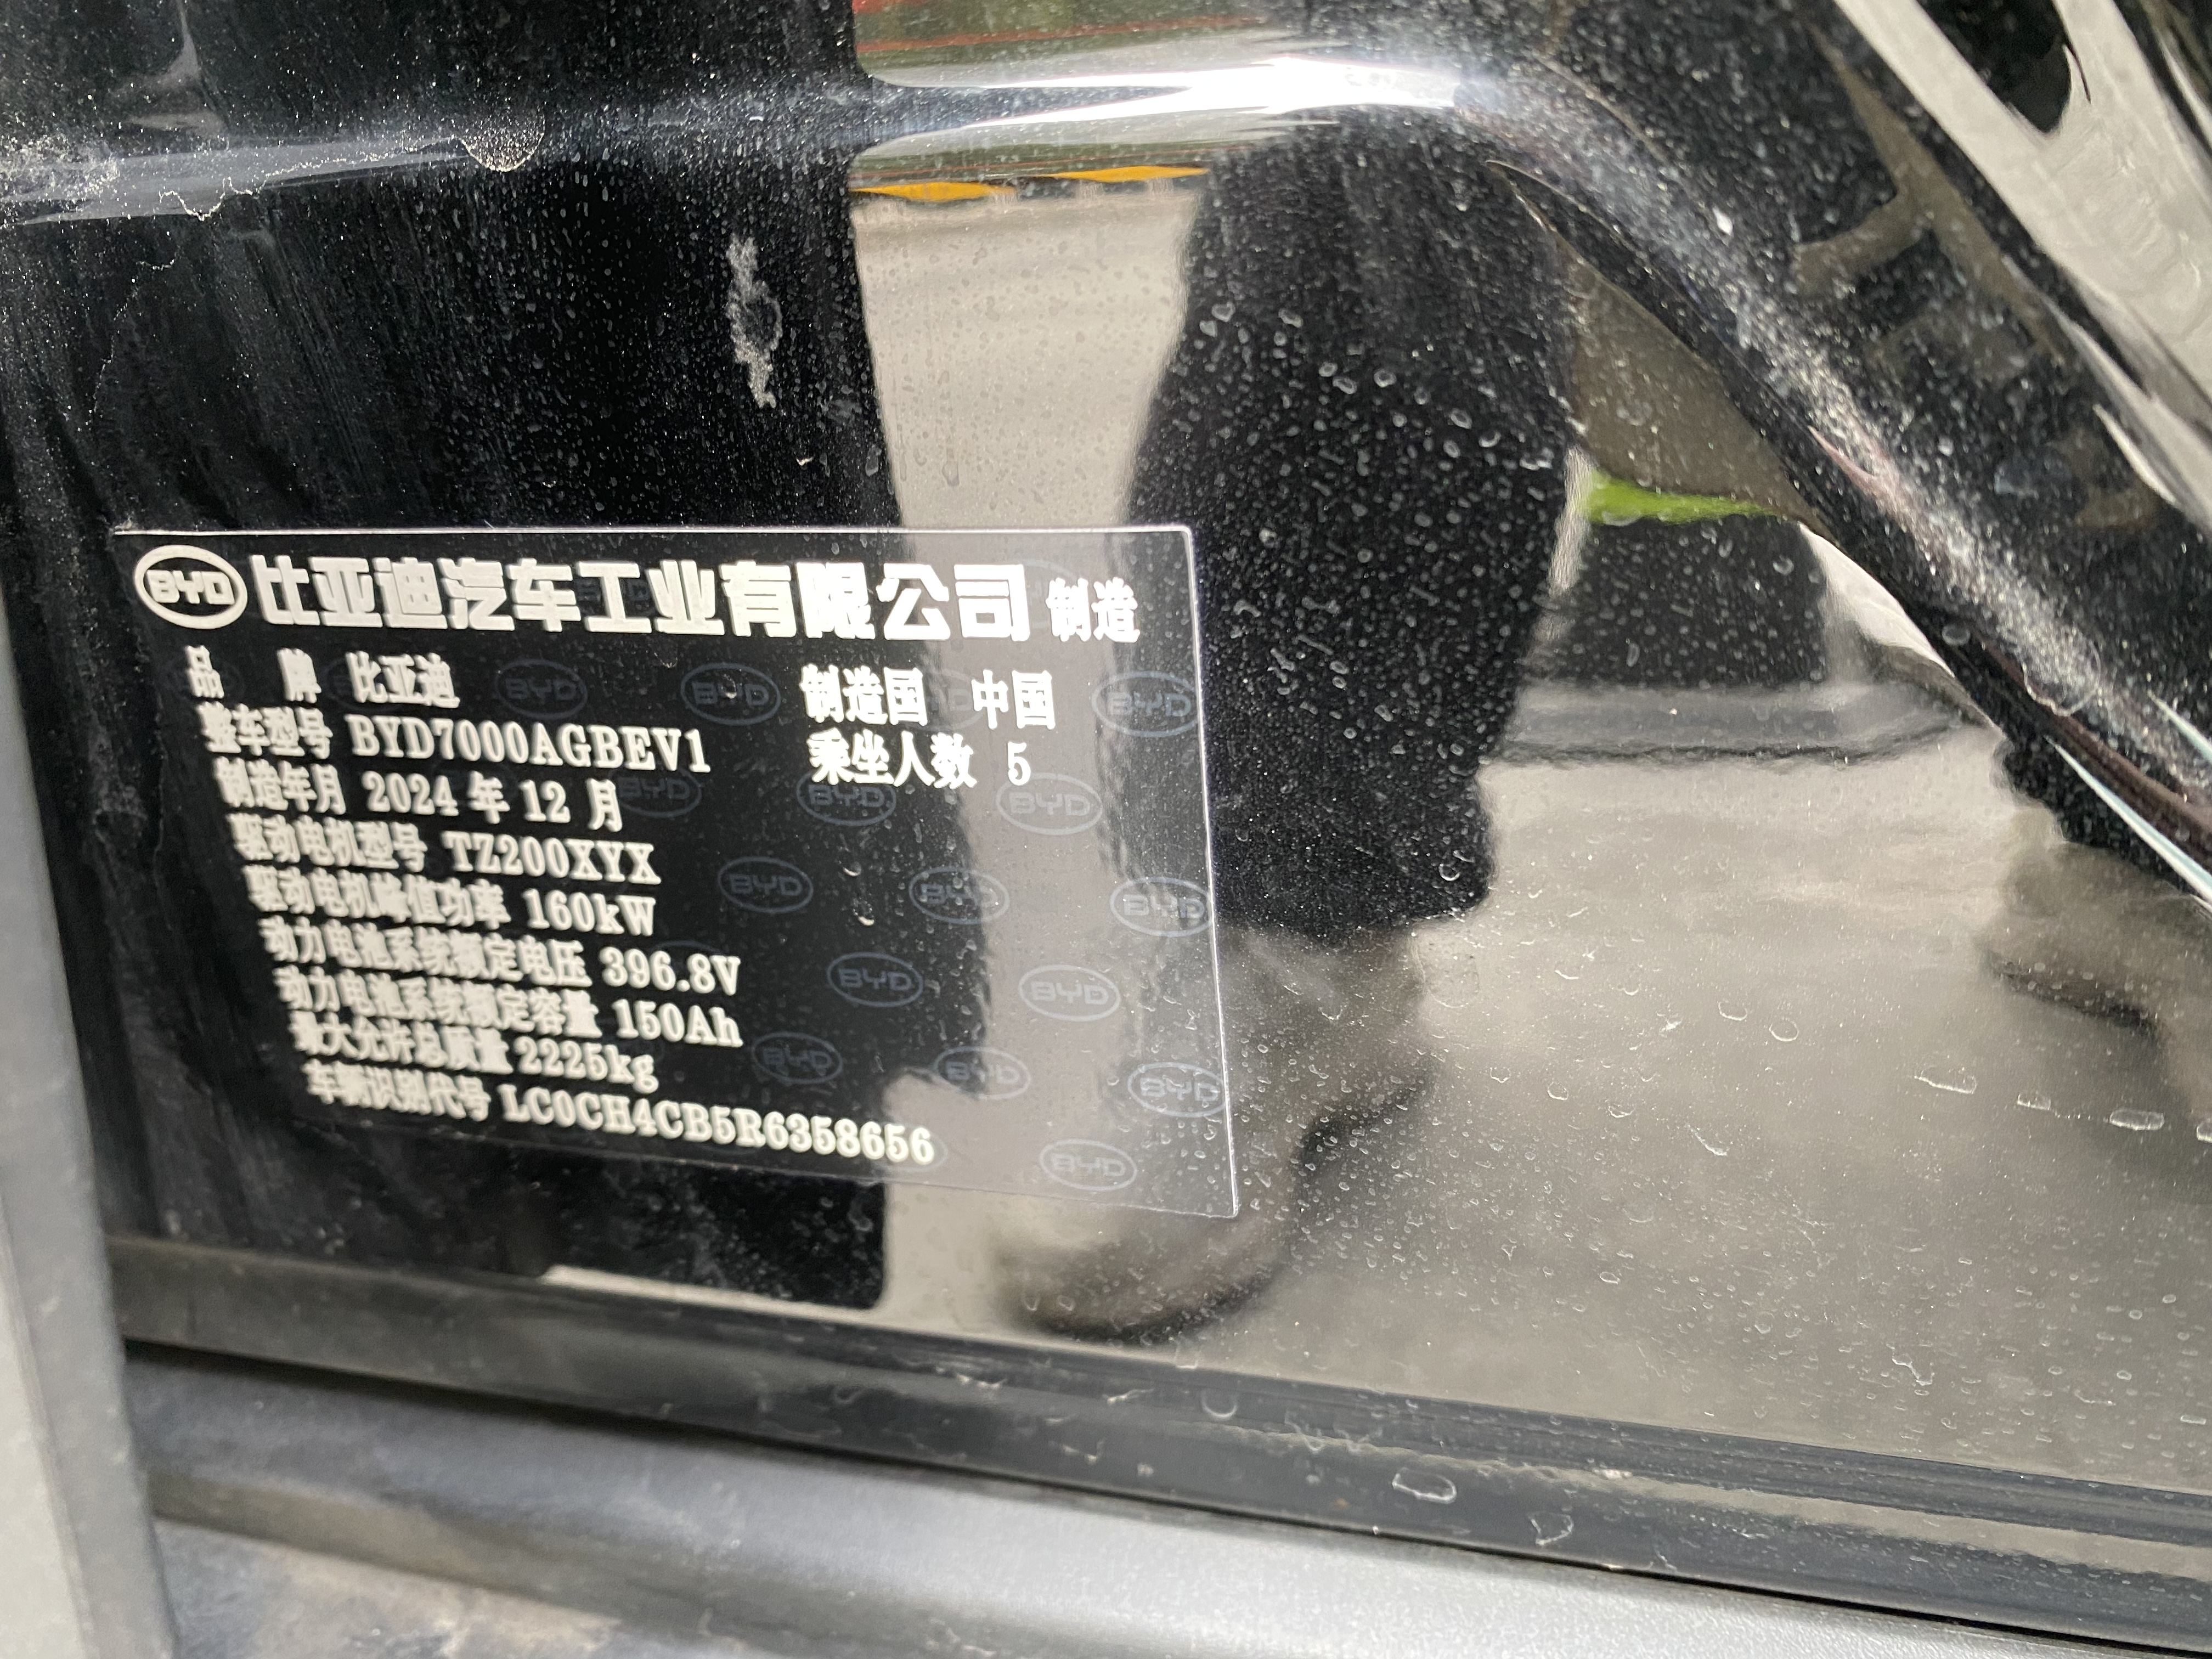 BYD 比亚迪汽车工业有限公司 制造
品 牌 比亚迪 制造国 中国
整车型号 BYD7000AGBEV1 乘坐人数 5
制造年月 2024 年 12 月
驱动电机型号 TZ200XYX
驱动电机峰值功率 160kW
动力电池系统额定电压 396.8V
动力电池系统额定容量 150Ah
最大允许总质量 2225kg
车辆识别代号 LC0CH4CB5R6358656